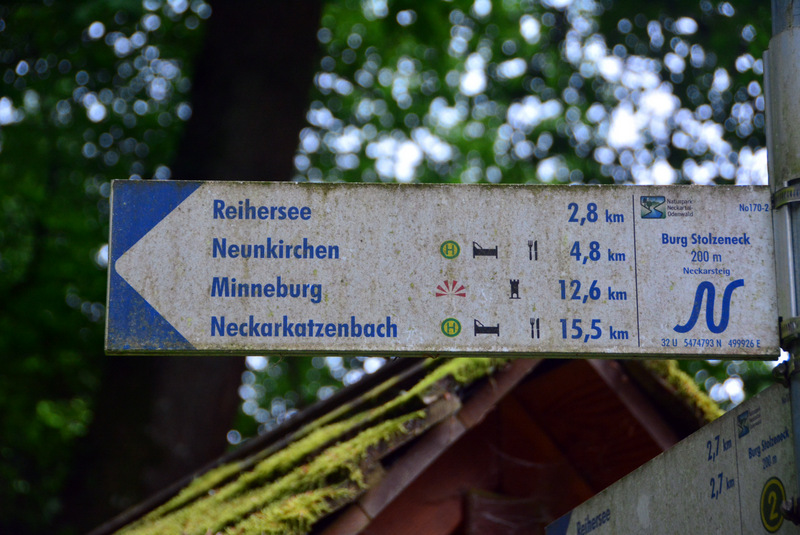 Reihersee 2,8 km
Neunkirchen H 4,8 km
Minneburg 12,6 km
Neckarkatzenbach H 15,5 km
Naturpark
Neckartal-
Odenwald
No170-2
Burg Stolzeneck
200 m
Neckarsteig
N
32 U 5474793 N 499926 E
2,7 km
2,7 km
Reihersee
Burg Stolzeneck
200 m
2